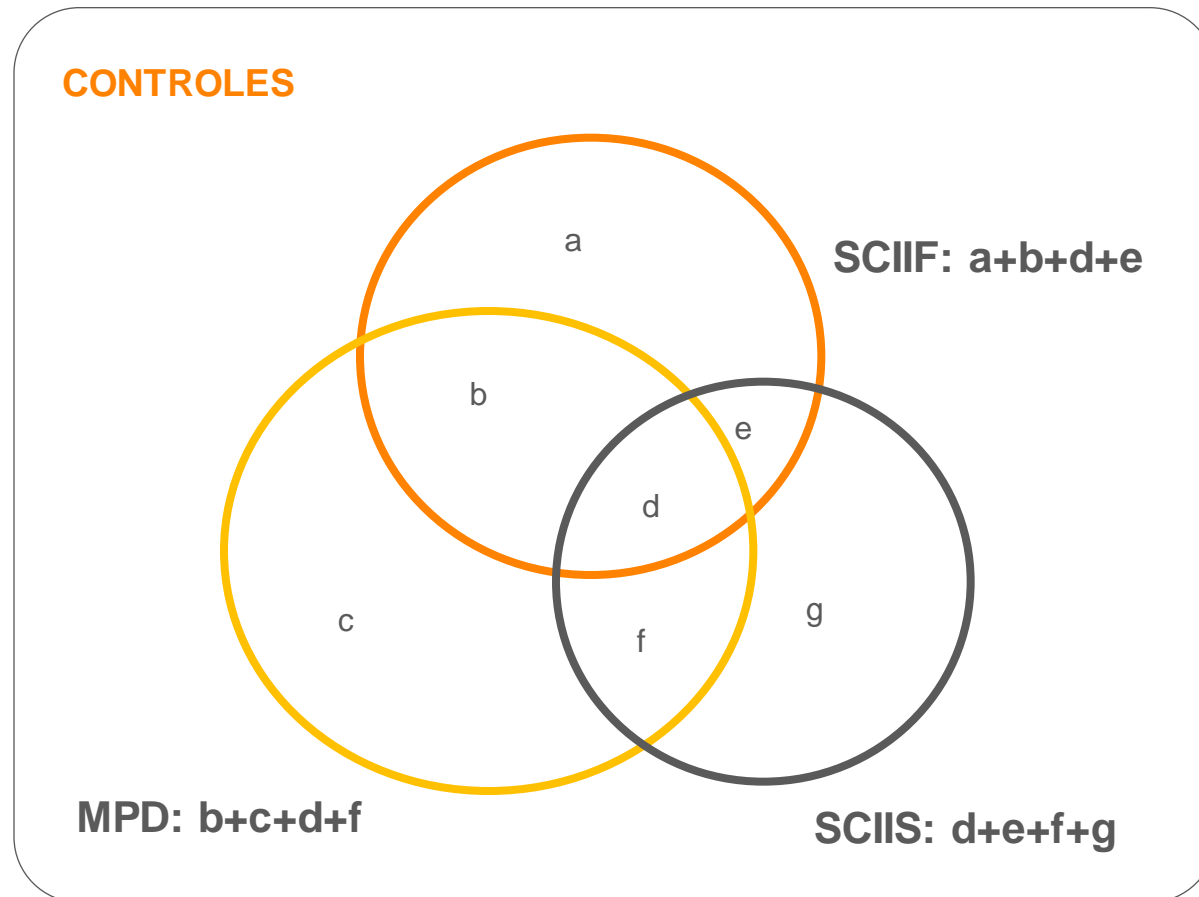 CONTROLES
a
SCIIF: a+b+d+e
b
e
d
c
f
g
MPD: b+c+d+f
SCIIS: d+e+f+g